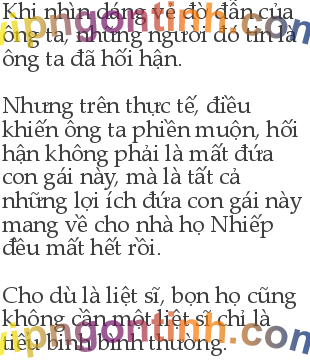 Khi nhìn dáng vẻ đờ đẫn của
ông ta, những người đó tin là
ông ta đã hối hận.
Nhưng trên thực tế, điều
khiến ông ta phiền muộn, hối
hận không phải là mất đứa
con gái này, mà là tất cả
những lợi ích đứa con gái này
mang về cho nhà họ Nhiếp
đều mất hết rồi.
Cho dù là liệt sĩ, bọn họ cũng
không cần một liệt sĩ chỉ là
tiểu binh bình thường.
vipngontinh.com
vipngontinh.com